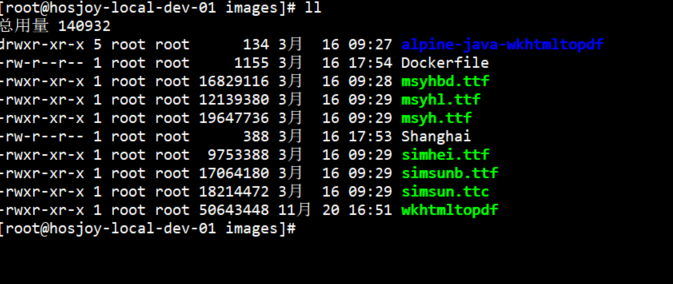 [root@hosjoy-local-dev-01 images]# ll
总用量 140932
drwxr-xr-x 5 root root 134 3月 16 09:27 alpine-java-wkhtmltopdf
-rw-r--r-- 1 root root 1155 3月 16 17:54 Dockerfile
-rwxr-xr-x 1 root root 16829116 3月 16 09:28 msyhbd.ttf
-rwxr-xr-x 1 root root 12139380 3月 16 09:29 msyhl.ttf
-rwxr-xr-x 1 root root 19647736 3月 16 09:29 msyh.ttf
-rw-r--r-- 1 root root 388 3月 16 17:53 Shanghai
-rwxr-xr-x 1 root root 9753388 3月 16 09:29 simhei.ttf
-rwxr-xr-x 1 root root 17064180 3月 16 09:29 simsunb.ttf
-rwxr-xr-x 1 root root 18214472 3月 16 09:29 simsun.ttc
-rwxr-xr-x 1 root root 50643448 11月 20 16:51 wkhtmltopdf
[root@hosjoy-local-dev-01 images]#